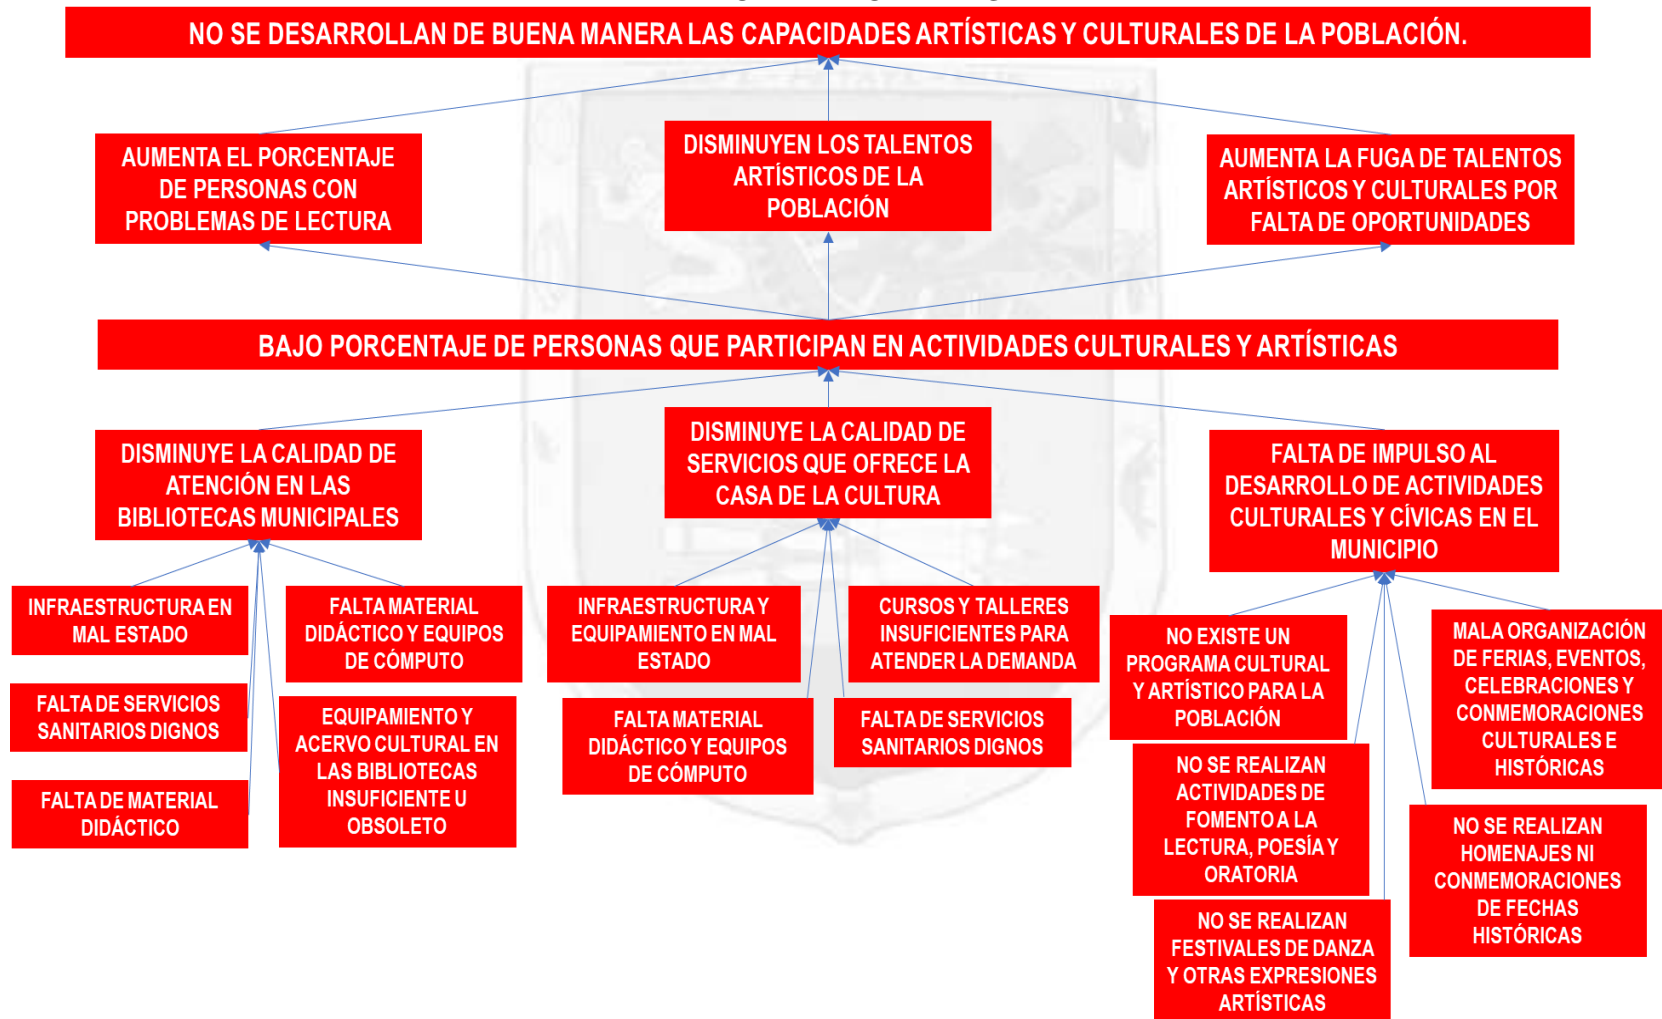 NO SE DESARROLLAN DE BUENA MANERA LAS CAPACIDADES ARTÍSTICAS Y CULTURALES DE LA POBLACIÓN.
AUMENTA EL PORCENTAJE
DE PERSONAS CON
PROBLEMAS DE LECTURA
DISMINUYEN LOS TALENTOS
ARTÍSTICOS DE LA
POBLACIÓN
AUMENTA LA FUGA DE TALENTOS
ARTÍSTICOS Y CULTURALES POR
FALTA DE OPORTUNIDADES
BAJO PORCENTAJE DE PERSONAS QUE PARTICIPAN EN ACTIVIDADES CULTURALES Y ARTÍSTICAS
DISMINUYE LA CALIDAD DE
ATENCIÓN EN LAS
BIBLIOTECAS MUNICIPALES
DISMINUYE LA CALIDAD DE
SERVICIOS QUE OFRECE LA
CASA DE LA CULTURA
FALTA DE IMPULSO AL
DESARROLLO DE ACTIVIDADES
CULTURALES Y CÍVICAS EN EL
MUNICIPIO
INFRAESTRUCTURA EN
MAL ESTADO
FALTA MATERIAL
DIDÁCTICO Y EQUIPOS
DE CÓMPUTO
FALTA DE SERVICIOS
SANITARIOS DIGNOS
EQUIPAMIENTO Y
ACERVO CULTURAL EN
LAS BIBLIOTECAS
INSUFICIENTE U
OBSOLETO
FALTA DE MATERIAL
DIDÁCTICO
INFRAESTRUCTURA Y
EQUIPAMIENTO EN MAL
ESTADO
CURSOS Y TALLERES
INSUFICIENTES PARA
ATENDER LA DEMANDA
FALTA MATERIAL
DIDÁCTICO Y EQUIPOS
DE CÓMPUTO
FALTA DE SERVICIOS
SANITARIOS DIGNOS
NO EXISTE UN
PROGRAMA CULTURAL
Y ARTÍSTICO PARA LA
POBLACIÓN
MALA ORGANIZACIÓN
DE FERIAS, EVENTOS,
CELEBRACIONES Y
CONMEMORACIONES
CULTURALES E
HISTÓRICAS
NO SE REALIZAN
ACTIVIDADES DE
FOMENTO A LA
LECTURA, POESÍA Y
ORATORIA
NO SE REALIZAN
HOMENAJES NI
CONMEMORACIONES
DE FECHAS
HISTÓRICAS
NO SE REALIZAN
FESTIVALES DE DANZA
Y OTRAS EXPRESIONES
ARTÍSTICAS